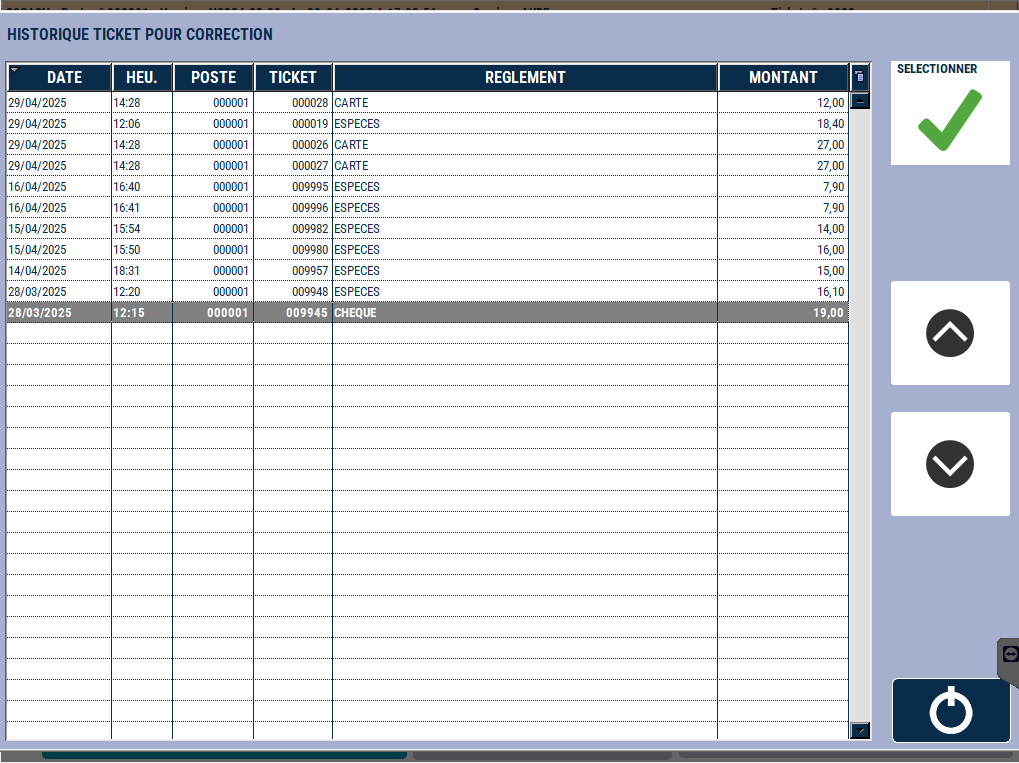 HISTORIQUE TICKET POUR CORRECTION
DATE HEU. POSTE TICKET REGLEMENT MONTANT
SELECTIONNER
29/04/2025 14:28 000001 000028 CARTE 12,00
29/04/2025 12:06 000001 000019 ESPECES 18,40
29/04/2025 14:28 000001 000026 CARTE 27,00
29/04/2025 14:28 000001 000027 CARTE 27,00
16/04/2025 16:40 000001 009995 ESPECES 7,90
16/04/2025 16:41 000001 009996 ESPECES 7,90
15/04/2025 15:54 000001 009982 ESPECES 14,00
15/04/2025 15:50 000001 009980 ESPECES 16,00
14/04/2025 18:31 000001 009957 ESPECES 15,00
28/03/2025 12:20 000001 009948 ESPECES 16,10
28/03/2025 12:15 000001 009945 CHEQUE 19,00